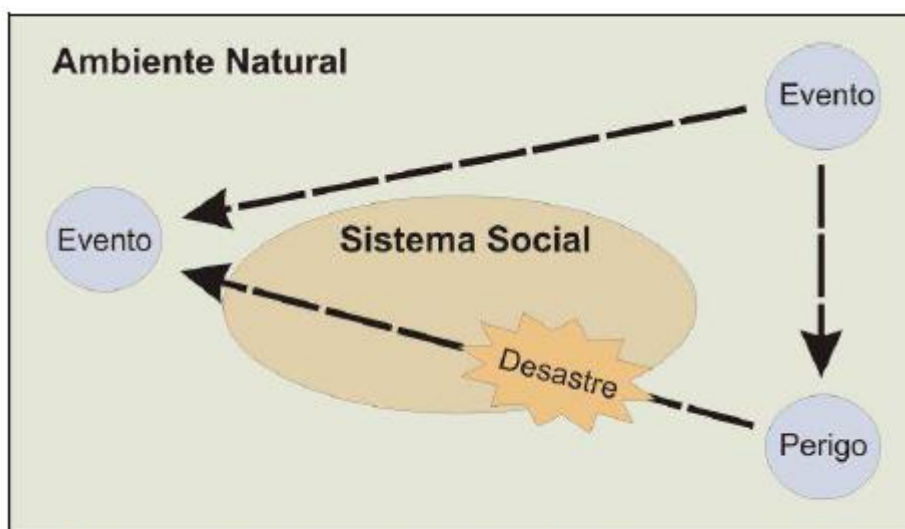 Ambiente Natural
Evento
Evento
Sistema Social
Desastre
Perigo